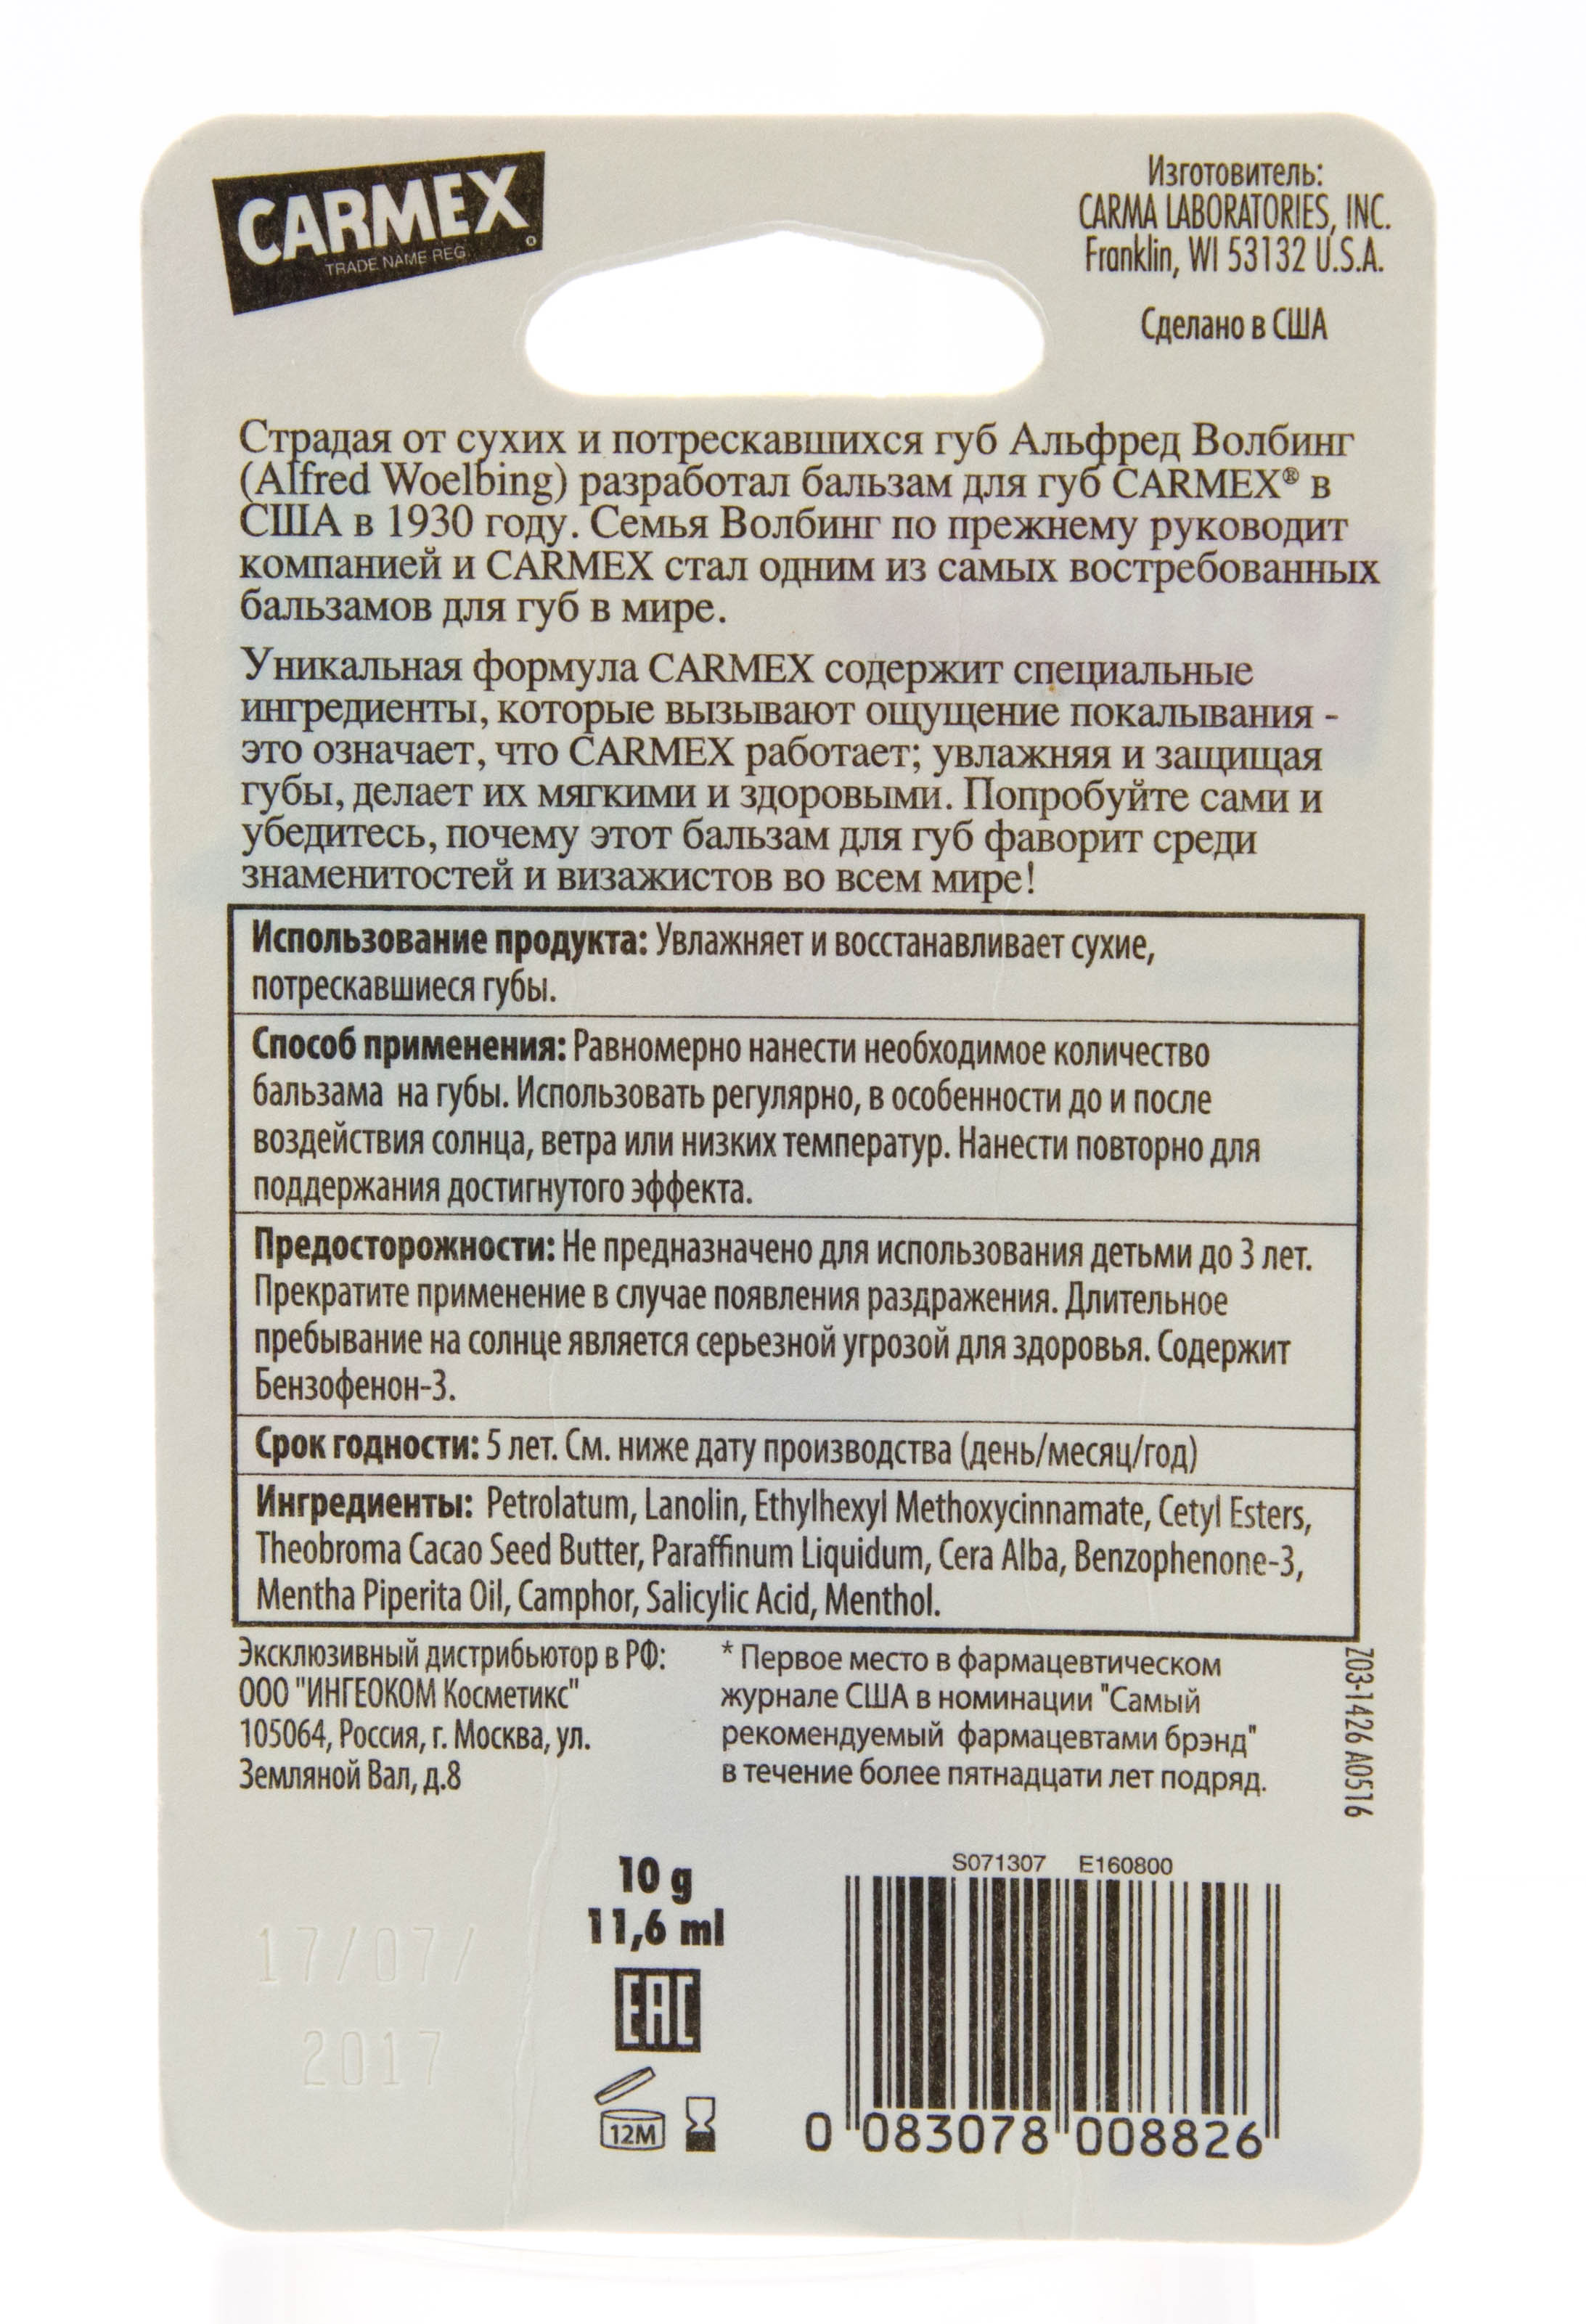 CARMEX
TRADE NAME REG. ®
Изготовитель:
CARMA LABORATORIES, INC.
Franklin, WI 53132 U.S.A.
Сделано в США
Страдая от сухих и потрескавшихся губ Альфред Волбинг
(Alfred Woelbing) разработал бальзам для губ CARMEX® в
США в 1930 году. Семья Волбинг по прежнему руководит
компанией и CARMEX стал одним из самых востребованных
бальзамов для губ в мире.
Уникальная формула CARMEX содержит специальные
ингредиенты, которые вызывают ощущение покалывания -
это означает, что CARMEX работает; увлажняя и защищая
губы, делает их мягкими и здоровыми. Попробуйте сами и
убедитесь, почему этот бальзам для губ фаворит среди
знаменитостей и визажистов во всем мире!
Использование продукта: Увлажняет и восстанавливает сухие,
потрескавшиеся губы.
Способ применения: Равномерно нанести необходимое количество
бальзама на губы. Использовать регулярно, в особенности до и после
воздействия солнца, ветра или низких температур. Нанести повторно для
поддержания достигнутого эффекта.
Предосторожности: Не предназначено для использования детьми до 3 лет.
Прекратите применение в случае появления раздражения. Длительное
пребывание на солнце является серьезной угрозой для здоровья. Содержит
Бензофенон-3.
Срок годности: 5 лет. См. ниже дату производства (день/месяц/год)
Ингредиенты: Petrolatum, Lanolin, Ethylhexyl Methoxycinnamate, Cetyl Esters,
Theobroma Cacao Seed Butter, Paraffinum Liquidum, Cera Alba, Benzophenone-3,
Mentha Piperita Oil, Camphor, Salicylic Acid, Menthol.
Эксклюзивный дистрибьютор в РФ:
ООО "ИНГЕОКОМ Косметикс"
105064, Россия, г. Москва, ул.
Земляной Вал, д.8
* Первое место в фармацевтическом
журнале США в номинации "Самый
рекомендуемый фармацевтами брэнд"
в течение более пятнадцати лет подряд.
703-1426 A0516
10 g
11,6 ml
EAC
12M
17/07/
2017
S071307 E160800
0 083078 008826